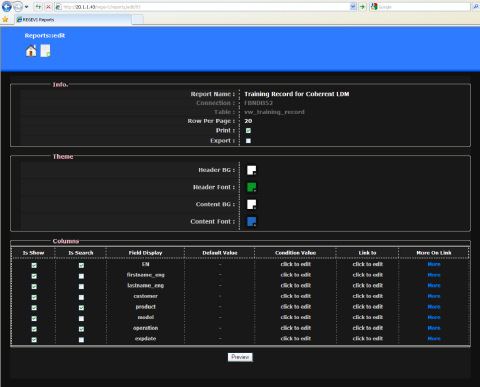 http://20.1.1.40/regev1/reports/edit/93
Google
REGEV1 Reports
Reports::edit
Info.
Report Name : Training Record for Coherent LDM
Connection : FBNDB52
Table : vw_training_record
Row Per Page : 20
Print :
Export :
Theme
Header BG :
Header Font :
Content BG :
Content Font :
Columns
Is Show Is Search Field Display Default Value Condition Value Link to More On Link
EN - click to edit click to edit More
firstname_eng - click to edit click to edit More
lastname_eng - click to edit click to edit More
customer - click to edit click to edit More
product - click to edit click to edit More
model - click to edit click to edit More
operation - click to edit click to edit More
expdate - click to edit click to edit More
Preview